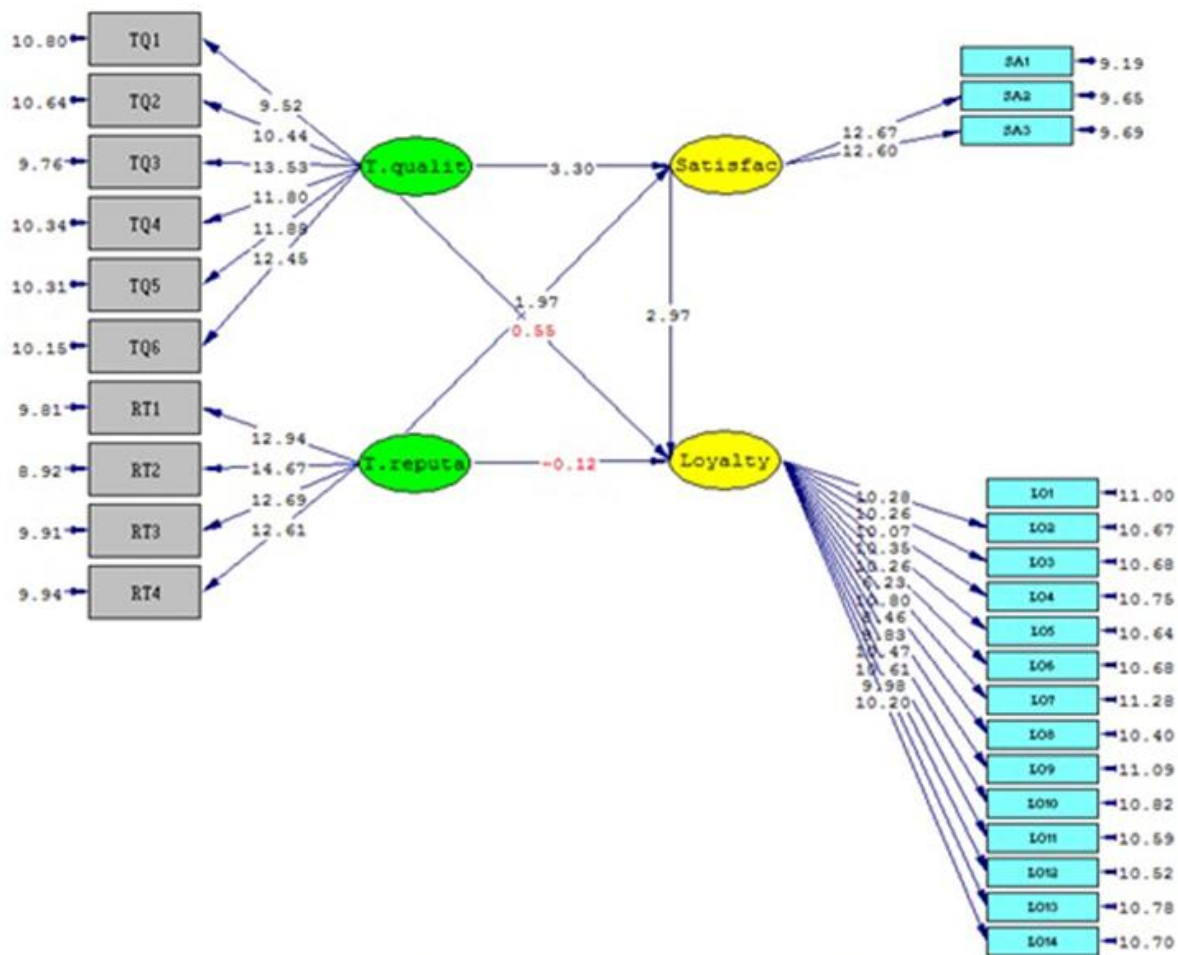 10.80 TQ1
9.52
10.64 TQ2
10.44
9.76 TQ3
13.53
10.34 TQ4
11.80
10.31 TQ5
11.88
12.45
10.15 TQ6
9.81 RT1
12.94
8.92 RT2
14.67
9.91 RT3
12.69
9.94 RT4
12.61
T.qualit
T.reputa
3.30
1.97
0.55
-0.12
2.97
Satisfac
Loyalty
12.67
12.60
SA1 9.19
SA2 9.65
SA3 9.69
10.28
10.26
10.07
10.35
10.26
6.23
10.80
9.83
10.47
10.61
9.98
10.20
LO1 11.00
LO2 10.67
LO3 10.68
LO4 10.75
LO5 10.64
LO6 10.68
LO7 11.28
LO8 10.40
LO9 11.09
LO10 10.82
LO11 10.59
LO12 10.52
LO13 10.78
LO14 10.70